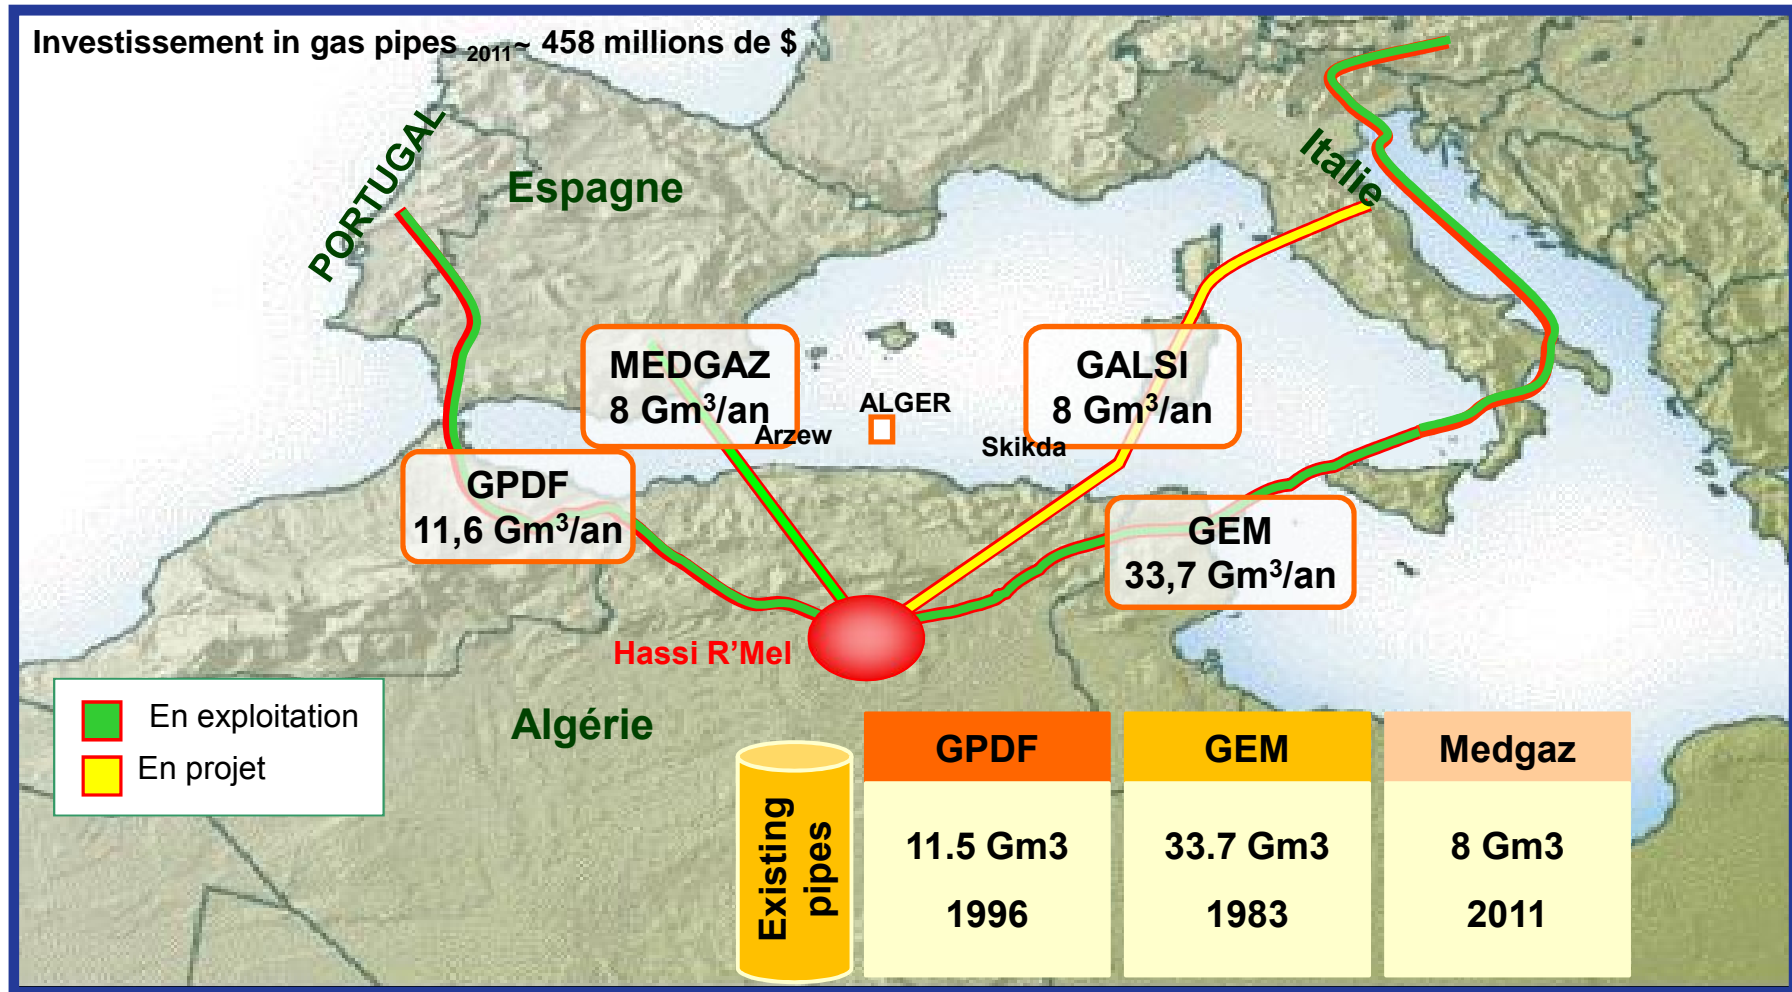 Investissement in gas pipes 2011~ 458 millions de $
PORTUGAL
Espagne
Italie
MEDGAZ
8 Gm³/an
GALSI
8 Gm³/an
ALGER
Arzew
Skikda
GPDF
11,6 Gm³/an
GEM
33,7 Gm³/an
Hassi R’Mel
Algérie
En exploitation
En projet
Existing
pipes
GPDF
GEM
Medgaz
11.5 Gm3
33.7 Gm3
8 Gm3
1996
1983
2011